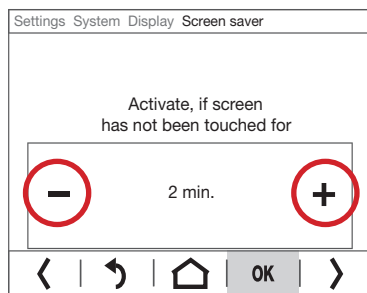 Settings System Display Screen saver
Activate, if screen
has not been touched for
− 2 min. +
OK